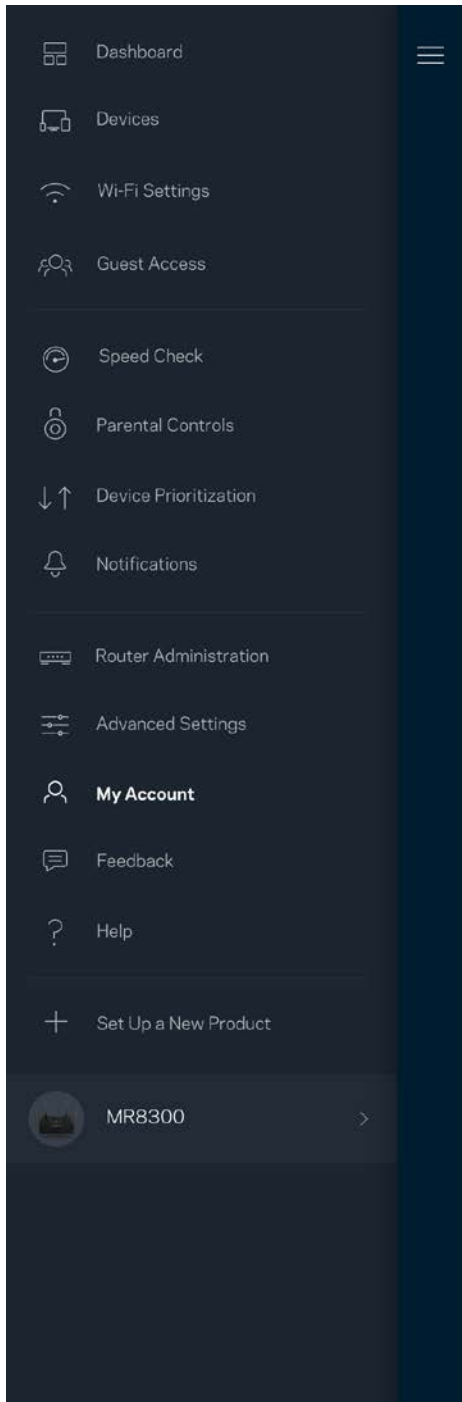 Dashboard
Devices
Wi-Fi Settings
Guest Access
Speed Check
Parental Controls
Device Prioritization
Notifications
Router Administration
Advanced Settings
My Account
Feedback
Help
Set Up a New Product
MR8300